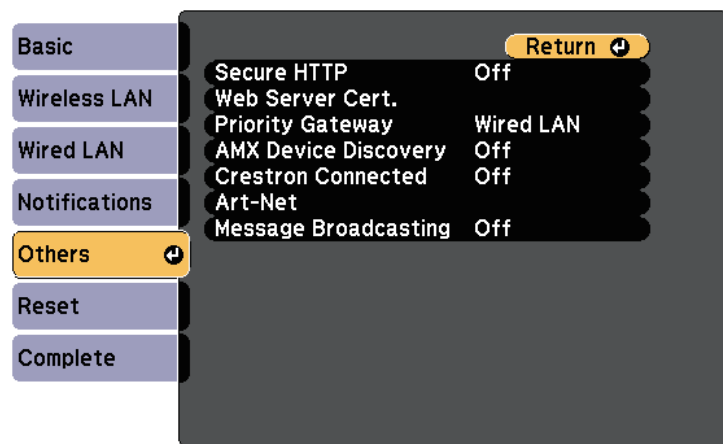 Basic
Wireless LAN
Wired LAN
Notifications
Others
Reset
Complete
Return
Secure HTTP Off
Web Server Cert.
Priority Gateway Wired LAN
AMX Device Discovery Off
Crestron Connected Off
Art-Net
Message Broadcasting Off